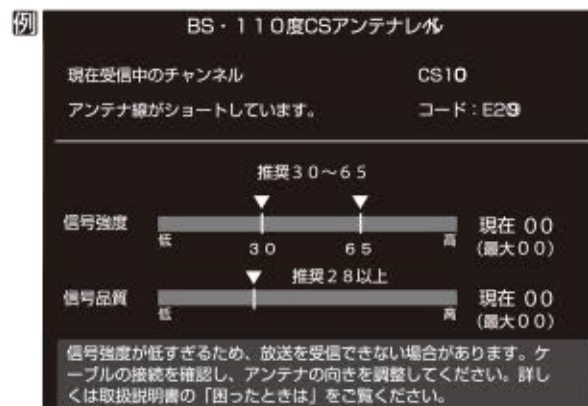 例
BS・110度CSアンテナレベル
現在受信中のチャンネル CS10
アンテナ線がショートしています。 コード：E209
推奨30～65
信号強度 現在 00
低 30 65 高 (最大00)
推奨28以上
信号品質 現在 00
低 高 (最大00)
信号強度が低すぎるため、放送を受信できない場合があります。ケ
ーブルの接続を確認し、アンテナの向きを調整してください。詳し
くは取扱説明書の「困ったときは」をご覧ください。